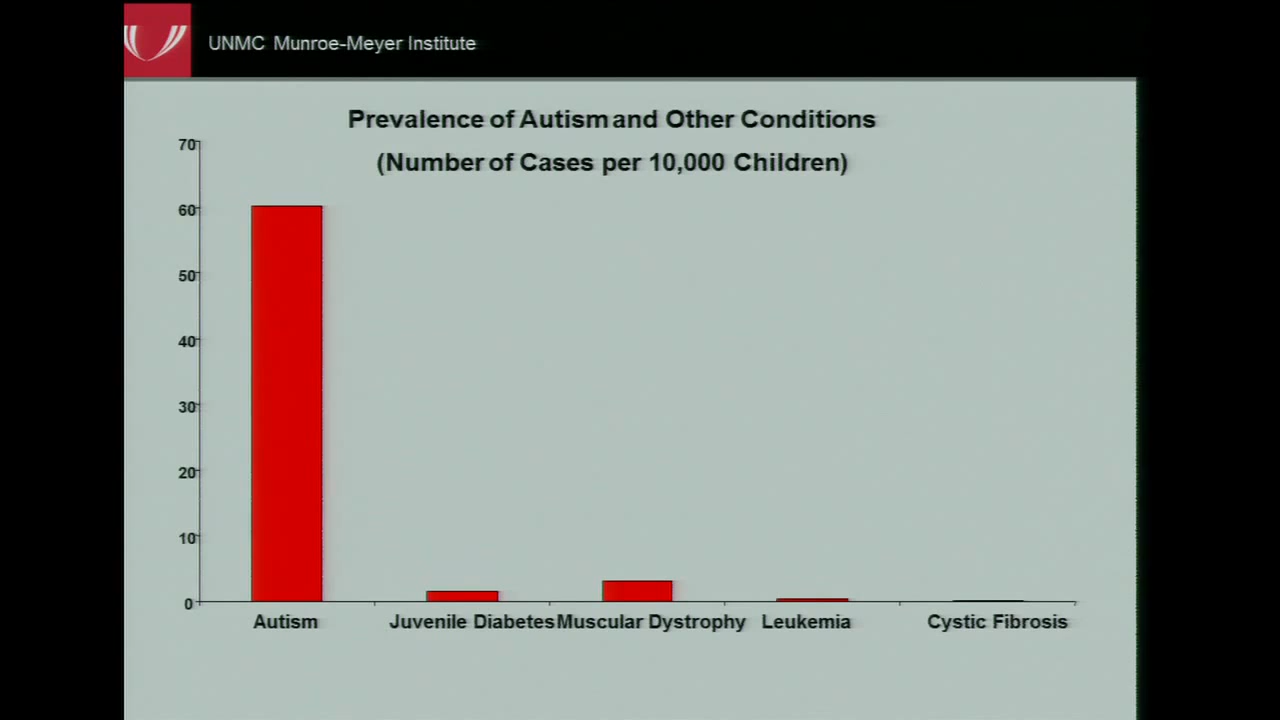 UNMC Munroe-Meyer Institute
Prevalence of Autism and Other Conditions
(Number of Cases per 10,000 Children)
70
60
50
40
30
20
10
0
Autism
Juvenile Diabetes
Muscular Dystrophy
Leukemia
Cystic Fibrosis